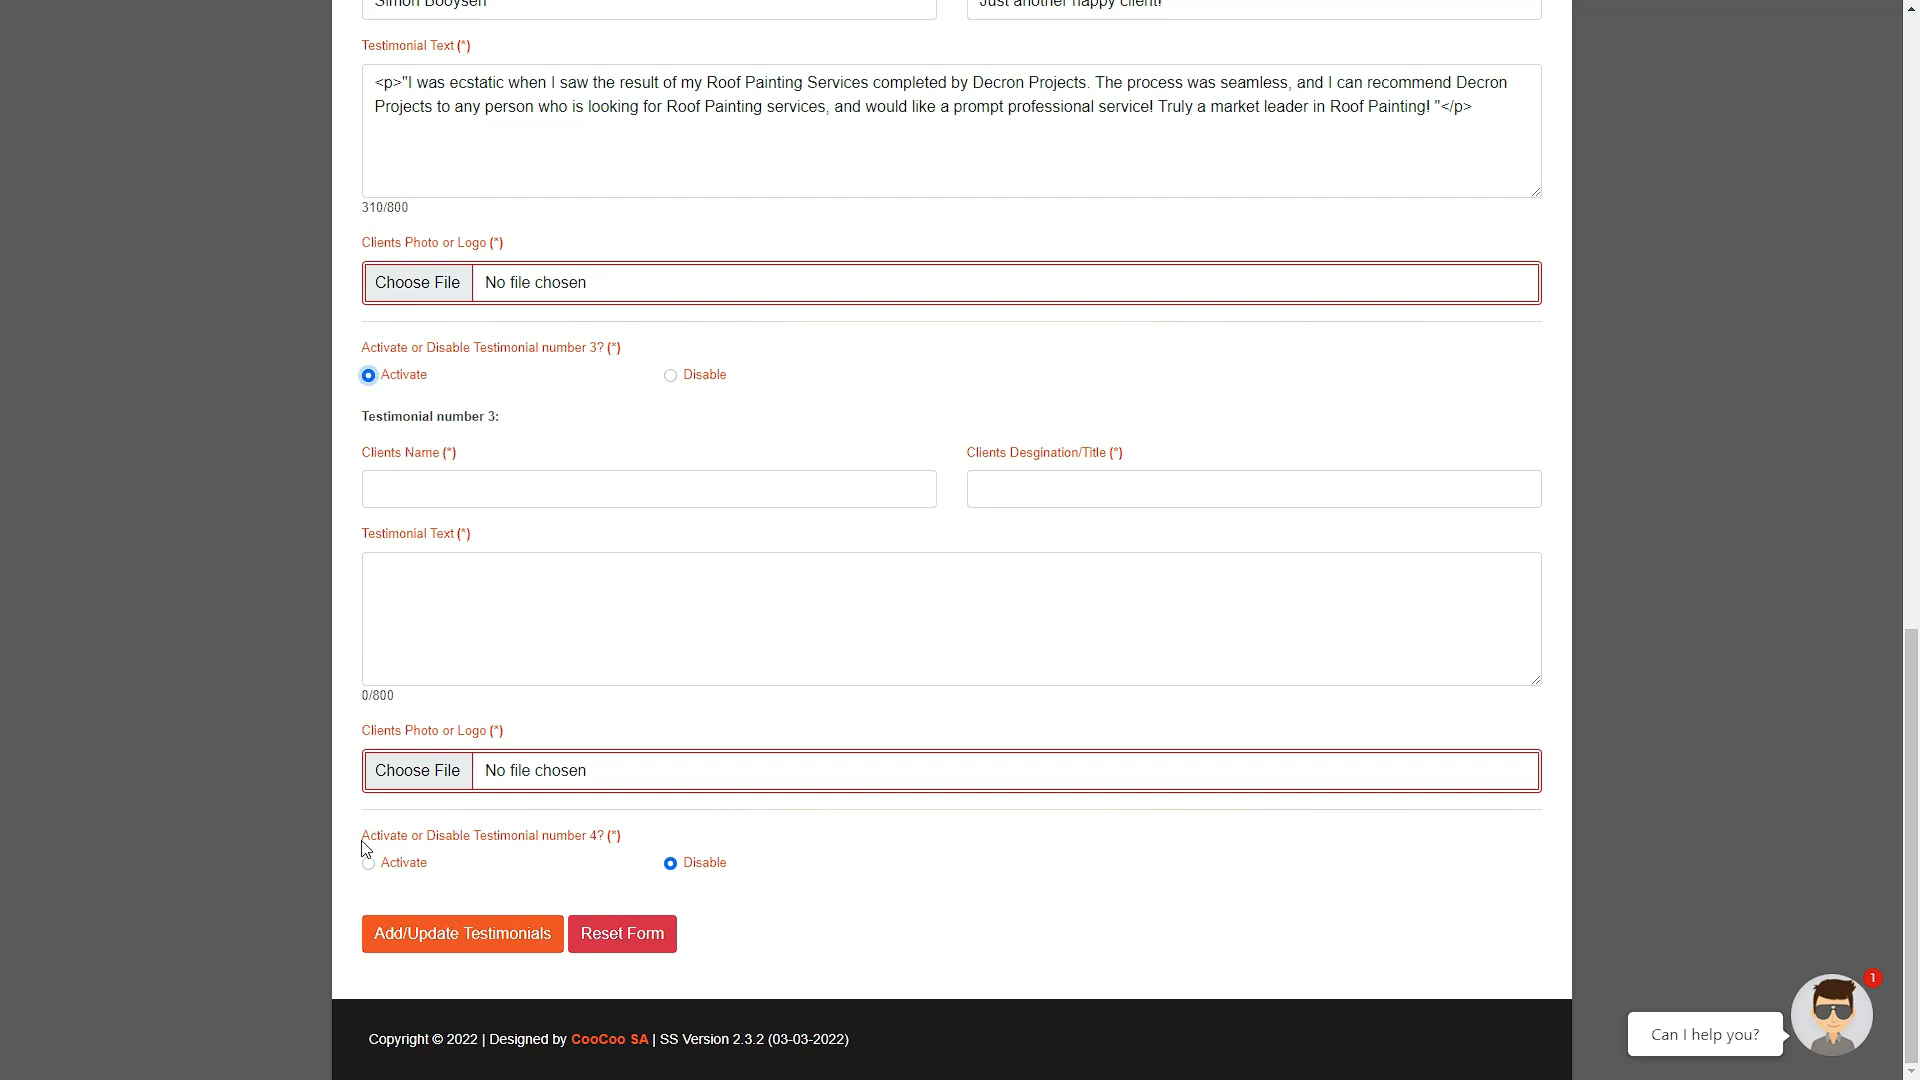 Simon Booysen
Just another happy client!
Testimonial Text (*)
<p>"I was ecstatic when I saw the result of my Roof Painting Services completed by Decron Projects. The process was seamless, and I can recommend Decron
Projects to any person who is looking for Roof Painting services, and would like a prompt professional service! Truly a market leader in Roof Painting! "</p>
310/800
Clients Photo or Logo (*)
Choose File No file chosen
Activate or Disable Testimonial number 3? (*)
Activate Disable
Testimonial number 3:
Clients Name (*) Clients Desgination/Title (*)
Testimonial Text (*)
0/800
Clients Photo or Logo (*)
Choose File No file chosen
Activate or Disable Testimonial number 4? (*)
Activate Disable
Add/Update Testimonials Reset Form
1
Can I help you?
Copyright © 2022 | Designed by CooCoo SA | SS Version 2.3.2 (03-03-2022)